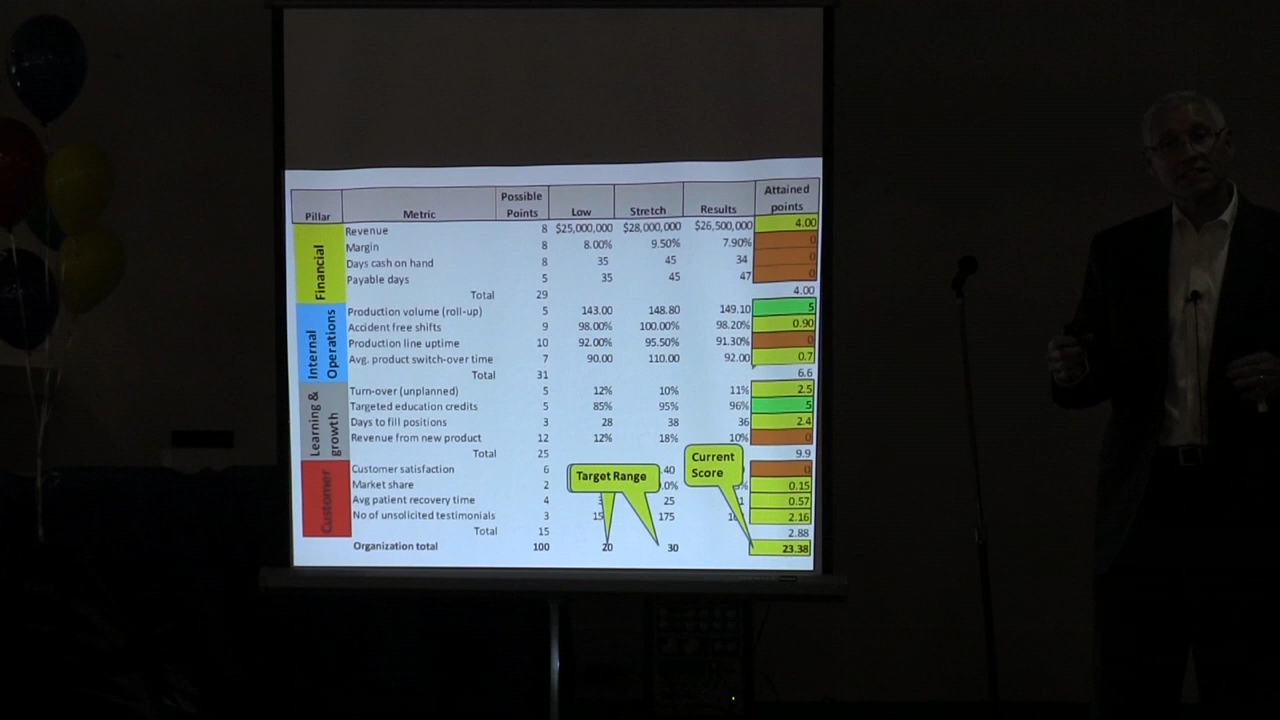 Pillar Metric Possible Points Low Stretch Results Attained points
Financial
Revenue 8 $25,000,000 $28,000,000 $26,500,000 4.00
Margin 8 8.00% 9.50% 7.90% 0
Days cash on hand 8 35 45 34 0
Payable days 5 35 45 47 0
Total 29 4.00
Internal Operations
Production volume (roll-up) 5 143.00 148.80 149.10 5
Accident free shifts 9 98.00% 100.00% 98.20% 0.90
Production line uptime 10 92.00% 95.50% 91.30% 0
Avg. product switch-over time 7 90.00 110.00 92.00 0.7
Total 31 6.6
Learning & growth
Turn-over (unplanned) 5 12% 10% 11% 2.5
Targeted education credits 5 85% 95% 96% 5
Days to fill positions 3 28 38 36 2.4
Revenue from new product 12 12% 18% 10% 0
Total 25 9.9
Customer
Customer satisfaction 6 .40 0
Market share 2 .0% % 0.15
Avg patient recovery time 4 25 0.57
No of unsolicited testimonials 3 15 175 2.16
Total 15 2.88
Organization total 100 20 30 23.38
Target Range
Current Score